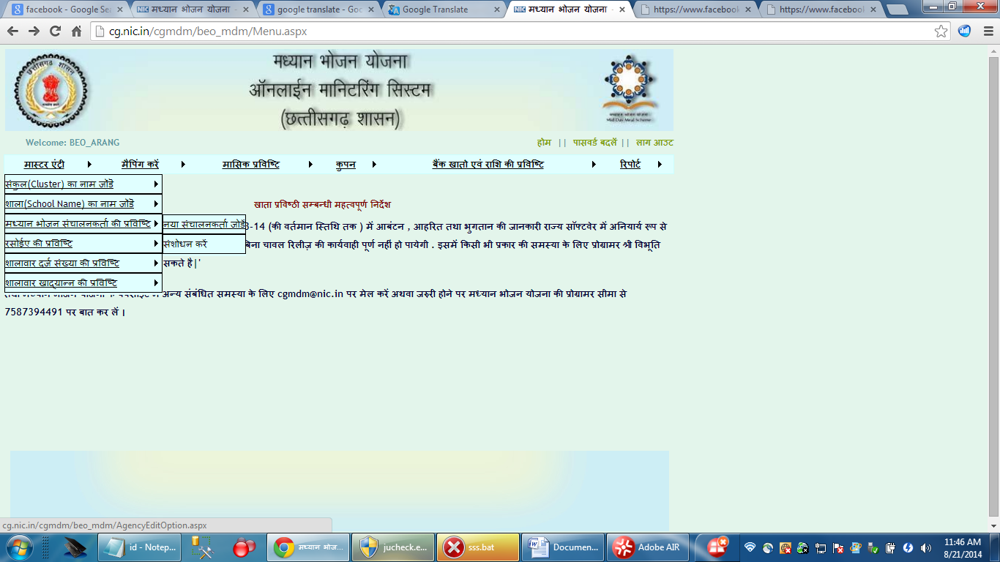 facebook - Google Sea
मध्यान भोजन योजना -
google translate - Goo
Google Translate
मध्यान भोजन योजना -
https://www.facebook
https://www.facebook
cg.nic.in/cgmdm/beo_mdm/Menu.aspx
मध्यान भोजन योजना
ऑनलाईन मानिटरिंग सिस्टम
(छत्तीसगढ़ शासन)
Welcome: BEO_ARANG
होम || पासवर्ड बदलें || लाग आउट
मास्टर एंट्री मैपिंग करें मासिक प्रविष्टि कुपन बैंक खातो एवं राशि की प्रविष्टि रिपोर्ट
संकुल(Cluster) का नाम जोंडे
शाला(School Name) का नाम जोंडे
खाता प्रविष्ठी सम्बन्धी महत्वपूर्ण निर्देश
मध्यान भोजन संचालनकर्ता की प्रविष्टि
नया संचालनकर्ता जोडें
3-14 (की वर्तमान स्तिथि तक ) में आबंटन , आहरित तथा भुगतान की जानकारी राज्य सॉफ्टवेर में अनियार्य रूप से
रसोईए की प्रविष्टि
संशोधन करें
बिना चावल रिलीज़ की कार्यवाही पूर्ण नहीं हो पायेगी . इसमें किसी भी प्रकार की समस्या के लिए प्रोग्रामर श्री विभूति
शालावार दर्ज संख्या की प्रविष्टि
सकते है|'
शालावार खाद्यान्न की प्रविष्टि
अन्य संबंधित समस्या के लिए cgmdm@nic.in पर मेल करें अथवा जरुरी होने पर मध्यान भोजन योजना की प्रोग्रामर सीमा से
7587394491 पर बात कर लें ।
cg.nic.in/cgmdm/beo_mdm/AgencyEditOption.aspx
id - Notep...
मध्यान भोज...
jucheck.e...
sss.bat
Documen...
Adobe AIR
11:46 AM
8/21/2014